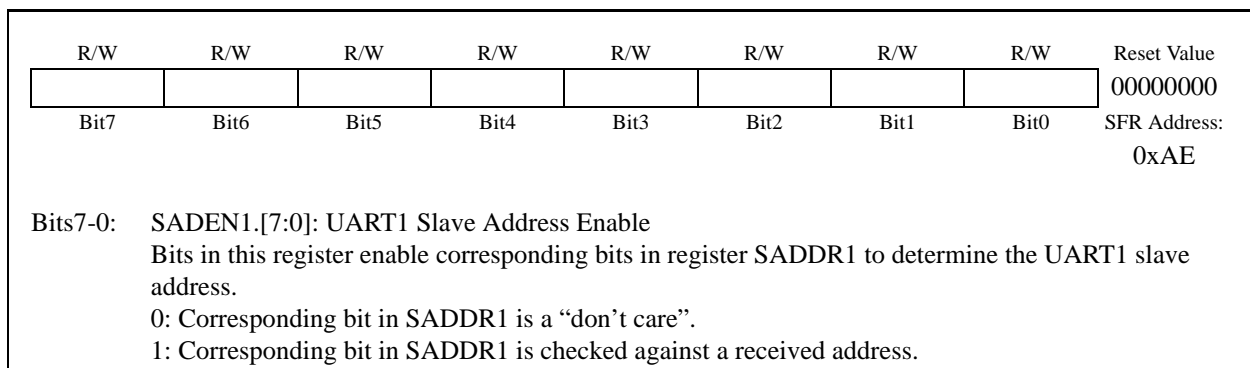 R/W R/W R/W R/W R/W R/W R/W R/W Reset Value
00000000
Bit7 Bit6 Bit5 Bit4 Bit3 Bit2 Bit1 Bit0 SFR Address:
0xAE
Bits7-0: SADEN1.[7:0]: UART1 Slave Address Enable
Bits in this register enable corresponding bits in register SADDR1 to determine the UART1 slave
address.
0: Corresponding bit in SADDR1 is a “don’t care”.
1: Corresponding bit in SADDR1 is checked against a received address.